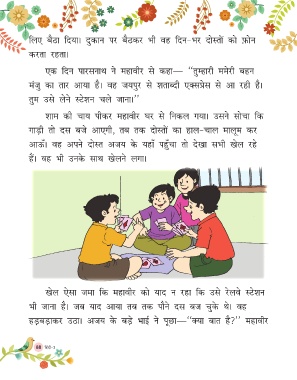 लिए बैठा दिया। दुकान पर बैठकर भी वह दिन-भर दोस्तों को फ़ोन
करता रहता।
एक दिन पारसनाथ ने महावीर से कहा— “तुम्हारी ममेरी बहन
मंजु का तार आया है। वह जयपुर से शताब्दी एक्सप्रेस से आ रही है।
तुम उसे लेने स्टेशन चले जाना।”
शाम की चाय पीकर महावीर घर से निकल गया। उसने सोचा कि
गाड़ी तो दस बजे आएगी, तब तक दोस्तों का हाल-चाल मालूम कर
आऊँ। वह अपने दोस्त अजय के यहाँ पहुँचा तो देखा सभी खेल रहे
हैं। वह भी उनके साथ खेलने लगा।
खेल ऐसा जमा कि महावीर को याद न रहा कि उसे रेलवे स्टेशन
भी जाना है। जब याद आया तब तक पौने दस बज चुके थे। वह
हड़बड़ाकर उठा। अजय के बड़े भाई ने पूछा—“क्या बात है?” महावीर